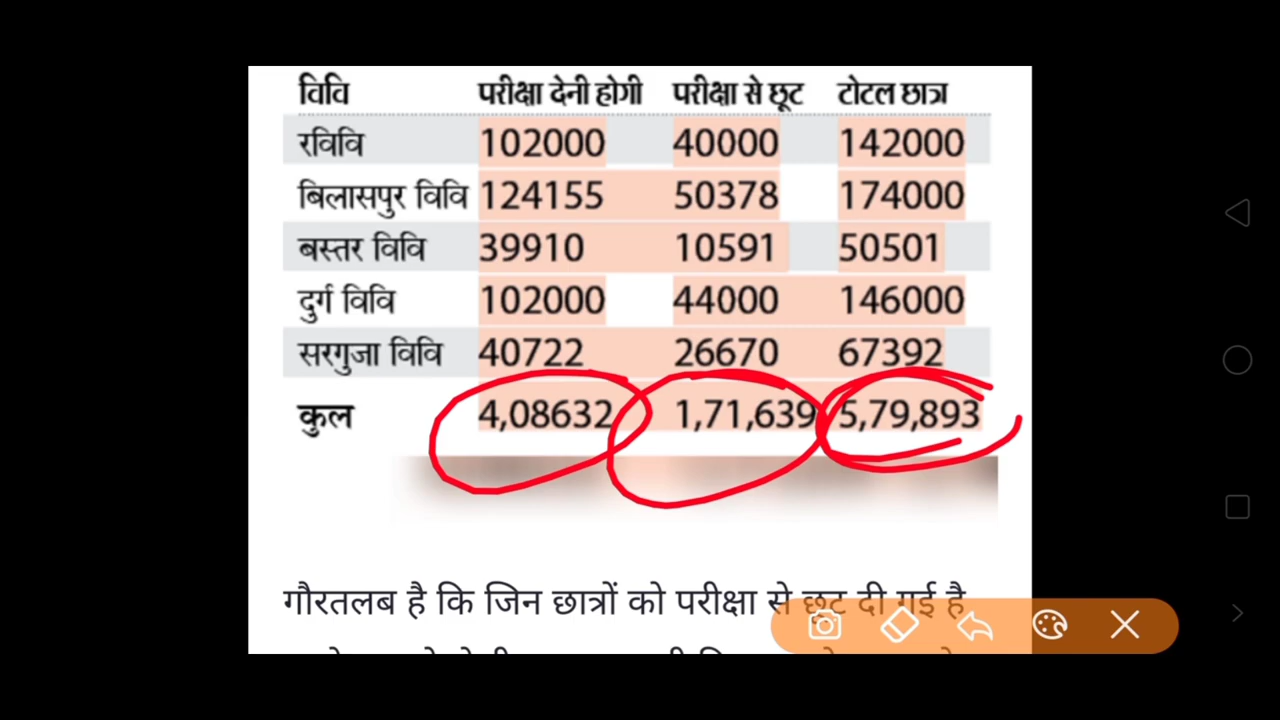 विवि परीक्षा देनी होगी परीक्षा से छूट टोटल छात्र
रविवि 102000 40000 142000
बिलासपुर विवि 124155 50378 174000
बस्तर विवि 39910 10591 50501
दुर्ग विवि 102000 44000 146000
सरगुजा विवि 40722 26670 67392
कुल 4,08632 1,71,639 5,79,893
गौरतलब है कि जिन छात्रों को परीक्षा से छूट दी गई है